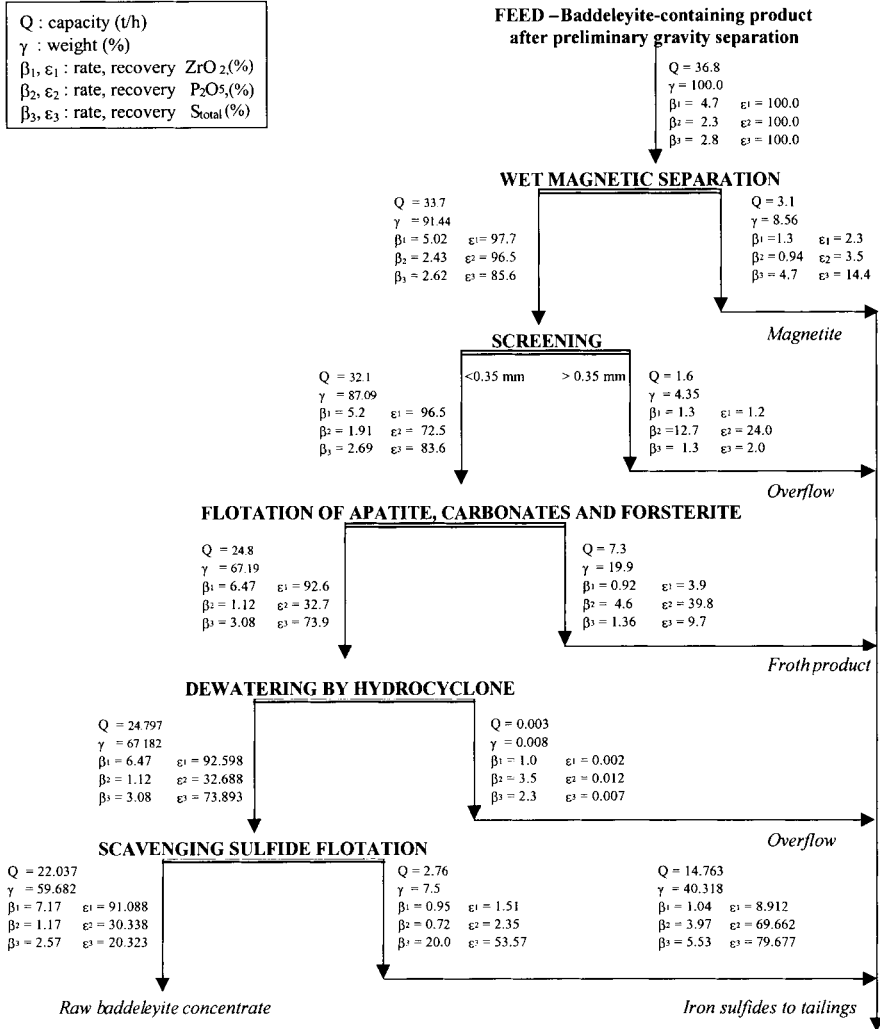 Q : capacity (t/h)
γ : weight (%)
β₁, ε₁ : rate, recovery ZrO₂,(%)
β₂, ε₂ : rate, recovery P₂O⁵,(%)
β₃, ε₃ : rate, recovery Stotal (%)
FEED –Baddeleyite-containing product
after preliminary gravity separation
Q = 36.8
γ = 100.0
β¹ = 4.7 ε¹ = 100.0
β² = 2.3 ε² = 100.0
β³ = 2.8 ε³ = 100.0
WET MAGNETIC SEPARATION
Q = 33.7
γ = 91.44
β¹ = 5.02 ε¹= 97.7
β₂ = 2.43 ε² = 96.5
β₃ = 2.62 ε³ = 85.6
Q = 3.1
γ = 8.56
β¹ =1.3 ε₁ = 2.3
β² =0.94 ε₂ = 3.5
β³ = 4.7 ε³ = 14.4
Magnetite
SCREENING
<0.35 mm > 0.35 mm
Q = 32.1
γ = 87.09
β¹ = 5.2 ε¹ = 96.5
β² = 1.91 ε² = 72.5
β₃ = 2.69 ε³ = 83.6
Q = 1.6
γ = 4.35
β¹ = 1.3 ε¹ = 1.2
β² =12.7 ε² = 24.0
β³ = 1.3 ε³ = 2.0
Overflow
FLOTATION OF APATITE, CARBONATES AND FORSTERITE
Q = 24.8
γ = 67.19
β¹ = 6.47 ε¹ = 92.6
β² = 1.12 ε² = 32.7
β³ = 3.08 ε³ = 73.9
Q = 7.3
γ = 19.9
β¹ = 0.92 ε¹ = 3.9
β² = 4.6 ε² = 39.8
β³ = 1.36 ε³ = 9.7
Froth product
DEWATERING BY HYDROCYCLONE
Q = 24.797
γ = 67.182
β¹ = 6.47 ε¹ = 92.598
β² = 1.12 ε² = 32.688
β³ = 3.08 ε³ = 73.893
Q = 0.003
γ = 0.008
β¹ = 1.0 ε¹ = 0.002
β² = 3.5 ε² = 0.012
β³ = 2.3 ε³ = 0.007
Overflow
SCAVENGING SULFIDE FLOTATION
Q = 22.037
γ = 59.682
β¹ = 7.17 ε¹ = 91.088
β² = 1.17 ε² = 30.338
β³ = 2.57 ε³ = 20.323
Q = 2.76
γ = 7.5
β¹ = 0.95 ε¹ = 1.51
β² = 0.72 ε² = 2.35
β³ = 20.0 ε³ = 53.57
Q = 14.763
γ = 40.318
β¹ = 1.04 ε¹ = 8.912
β² = 3.97 ε² = 69.662
β³ = 5.53 ε³ = 79.677
Raw baddeleyite concentrate
Iron sulfides to tailings